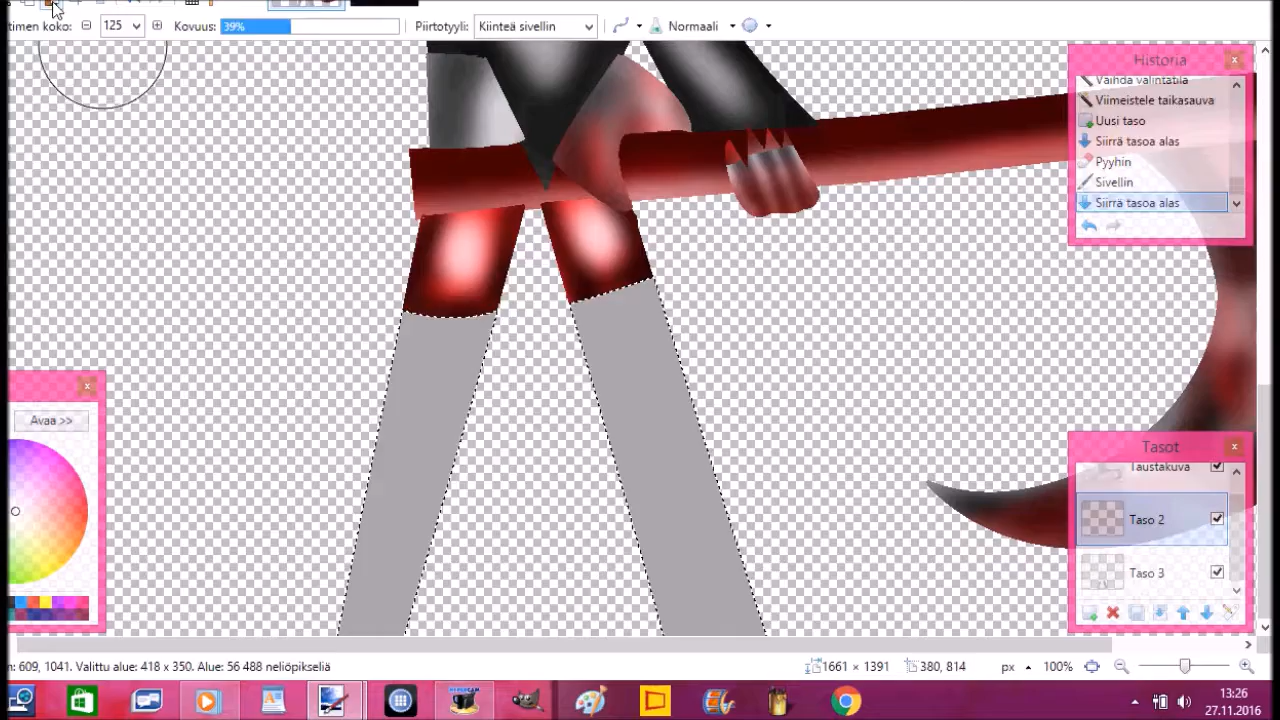 timen koko: 125 Kovuus: 39% Piirtotyyli: Kiinteä sivellin Normaali
Historia
Vaihda valintatila
Viimeistele taikasauva
Uusi taso
Siirrä tasoa alas
Pyyhin
Sivellin
Siirrä tasoa alas
Avaa >>
Tasot
Taustakuva
Taso 2
Taso 3
n: 609, 1041. Valittu alue: 418 x 350. Alue: 56 488 neliöpikseliä 1661 × 1391 380, 814 px 100%
HYPERCAM
13:26
27.11.2016